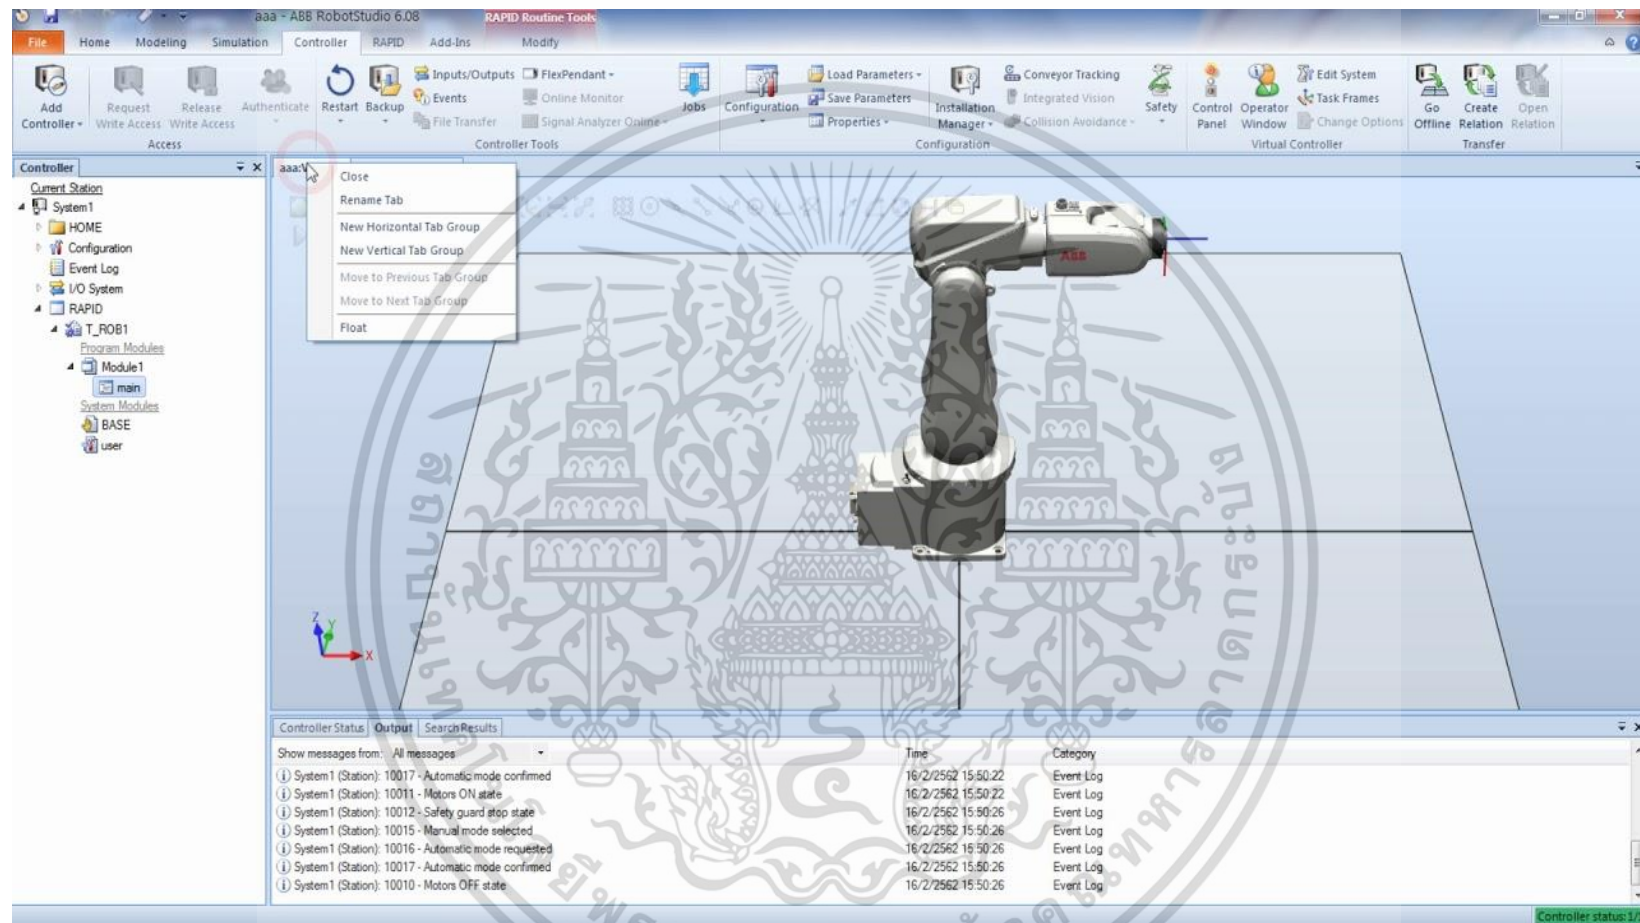 aaa - ABB RobotStudio 6.08
RAPID Routine Tools
File Home Modeling Simulation Controller RAPID Add-Ins Modify
Add Controller
Request Write Access
Release Write Access
Authenticate
Access
Restart
Backup
Inputs/Outputs
Events
File Transfer
FlexPendant
Online Monitor
Signal Analyzer Online
Controller Tools
Jobs
Configuration
Load Parameters
Save Parameters
Properties
Installation Manager
Conveyor Tracking
Integrated Vision
Collision Avoidance
Safety
Configuration
Control Panel
Operator Window
Edit System
Task Frames
Change Options
Virtual Controller
Go Offline
Create Relation
Open Relation
Transfer
Controller
Current Station
System1
HOME
Configuration
Event Log
I/O System
RAPID
T_ROB1
Program Modules
Module1
main
System Modules
BASE
user
Close
Rename Tab
New Horizontal Tab Group
New Vertical Tab Group
Move to Previous Tab Group
Move to Next Tab Group
Float
ABB
Z
Y
X
Controller Status Output Search Results
Show messages from: All messages Time Category
System1 (Station): 10017 - Automatic mode confirmed 16/2/2562 15:50:22 Event Log
System1 (Station): 10011 - Motors ON state 16/2/2562 15:50:22 Event Log
System1 (Station): 10012 - Safety guard stop state 16/2/2562 15:50:26 Event Log
System1 (Station): 10015 - Manual mode selected 16/2/2562 15:50:26 Event Log
System1 (Station): 10016 - Automatic mode requested 16/2/2562 15:50:26 Event Log
System1 (Station): 10017 - Automatic mode confirmed 16/2/2562 15:50:26 Event Log
System1 (Station): 10010 - Motors OFF state 16/2/2562 15:50:26 Event Log
Controller status: